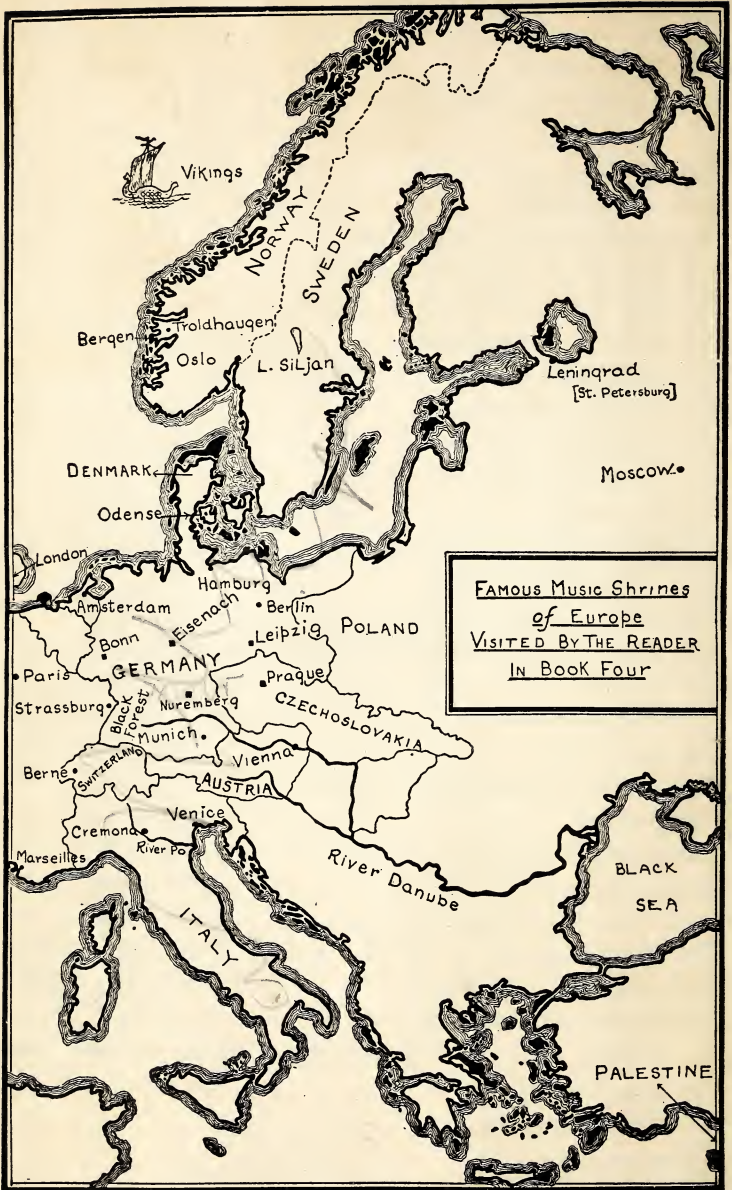 Vikings
NORWAY
SWEDEN
Bergen
Troldhaugen
Oslo
L. SiLjan
Leningrad
[St. Petersburg]
DENMARK
Moscow
Odense
London
Hamburg
Amsterdam
Eisenach
Berlin
Bonn
Leipzig
POLAND
FAMOUS MUSIC SHRINES
of EUROPE
VISITED BY THE READER
IN BOOK FOUR
Paris
GERMANY
Prague
Strassburg
Black
Forest
Nuremberg
CZECHOSLOVAKIA
Munich
Vienna
Berne
SWITZERLAND
AUSTRIA
Venice
Cremona
River Po
Marseilles
River Danube
BLACK
SEA
ITALY
PALESTINE